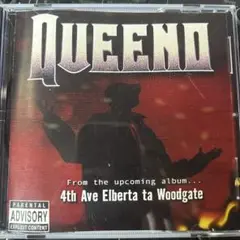 QUEENO
From the upcoming album...
4th Ave Elberta ta Woodgate
PARENTAL
ADVISORY
EXPLICIT CONTENT